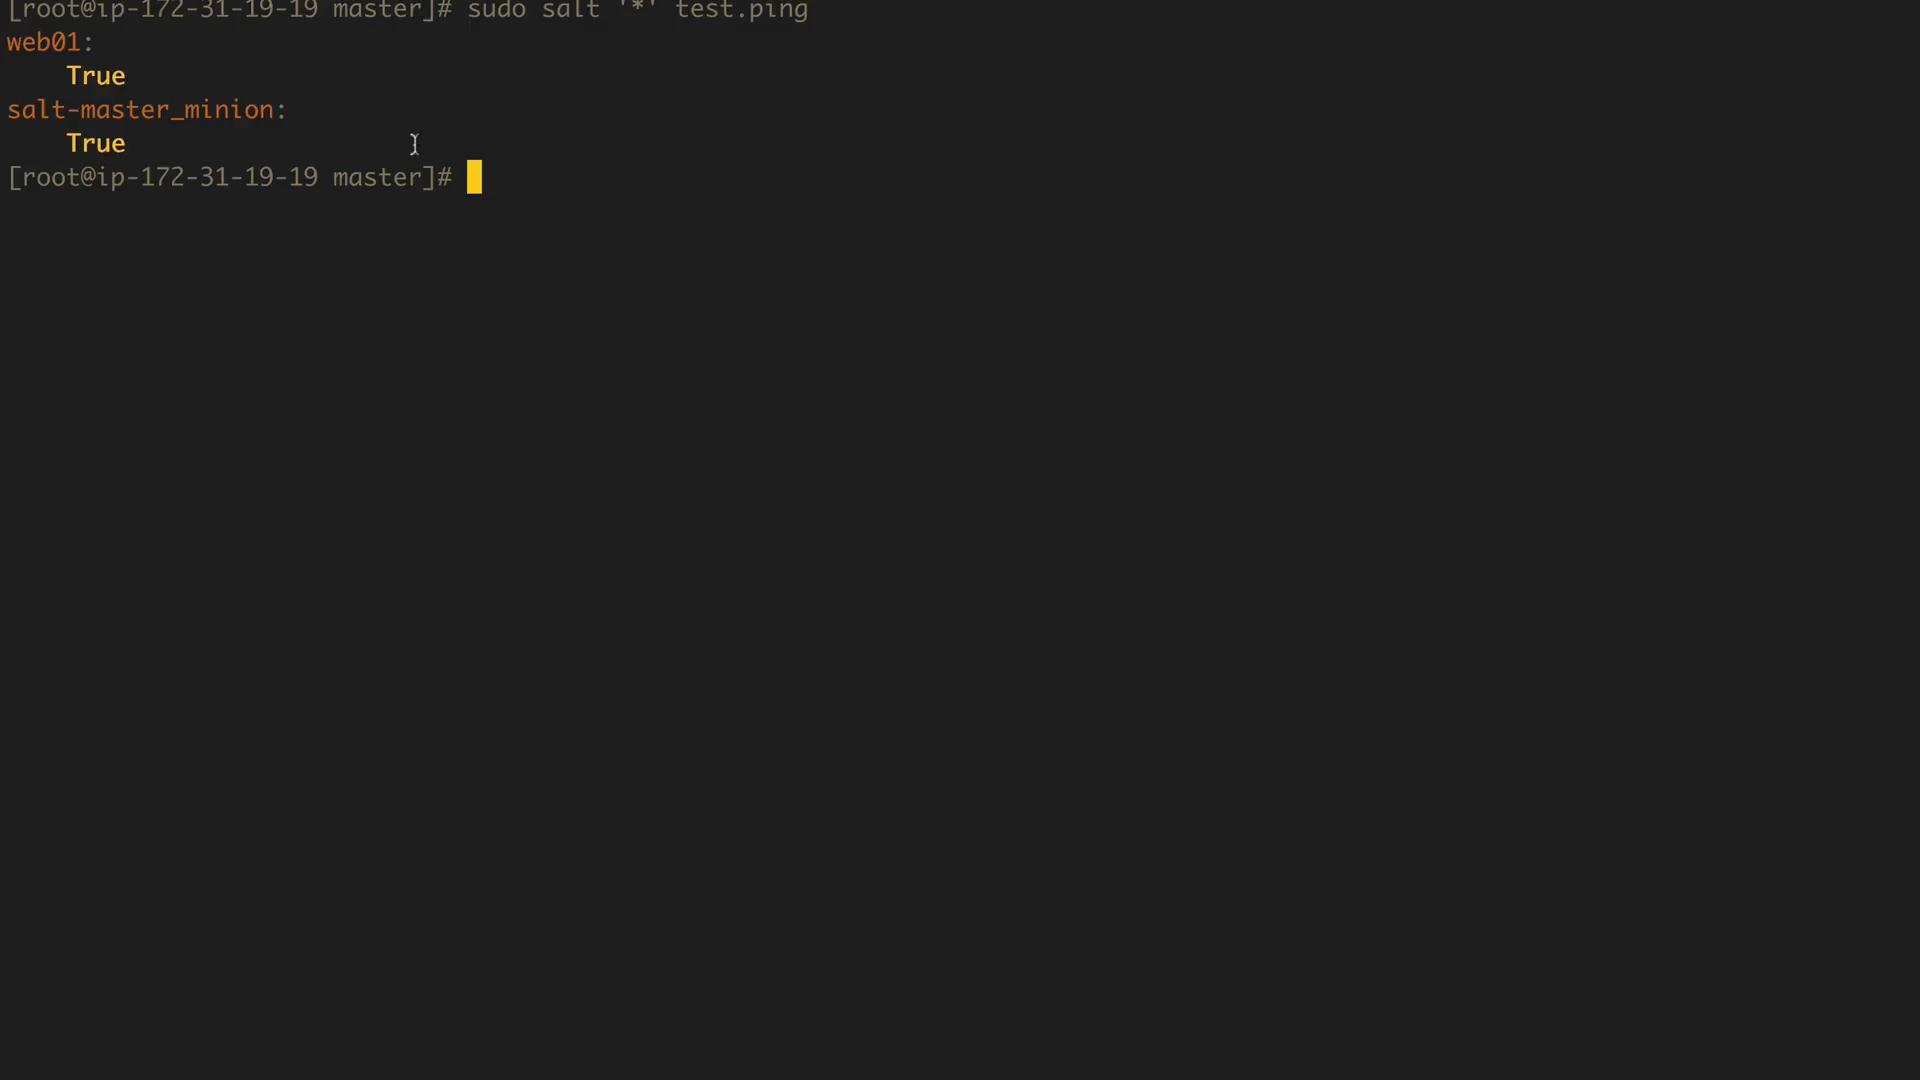 [root@ip-172-31-19-19 master]# sudo salt '*' test.ping
web01:
    True
salt-master_minion:
    True
[root@ip-172-31-19-19 master]#